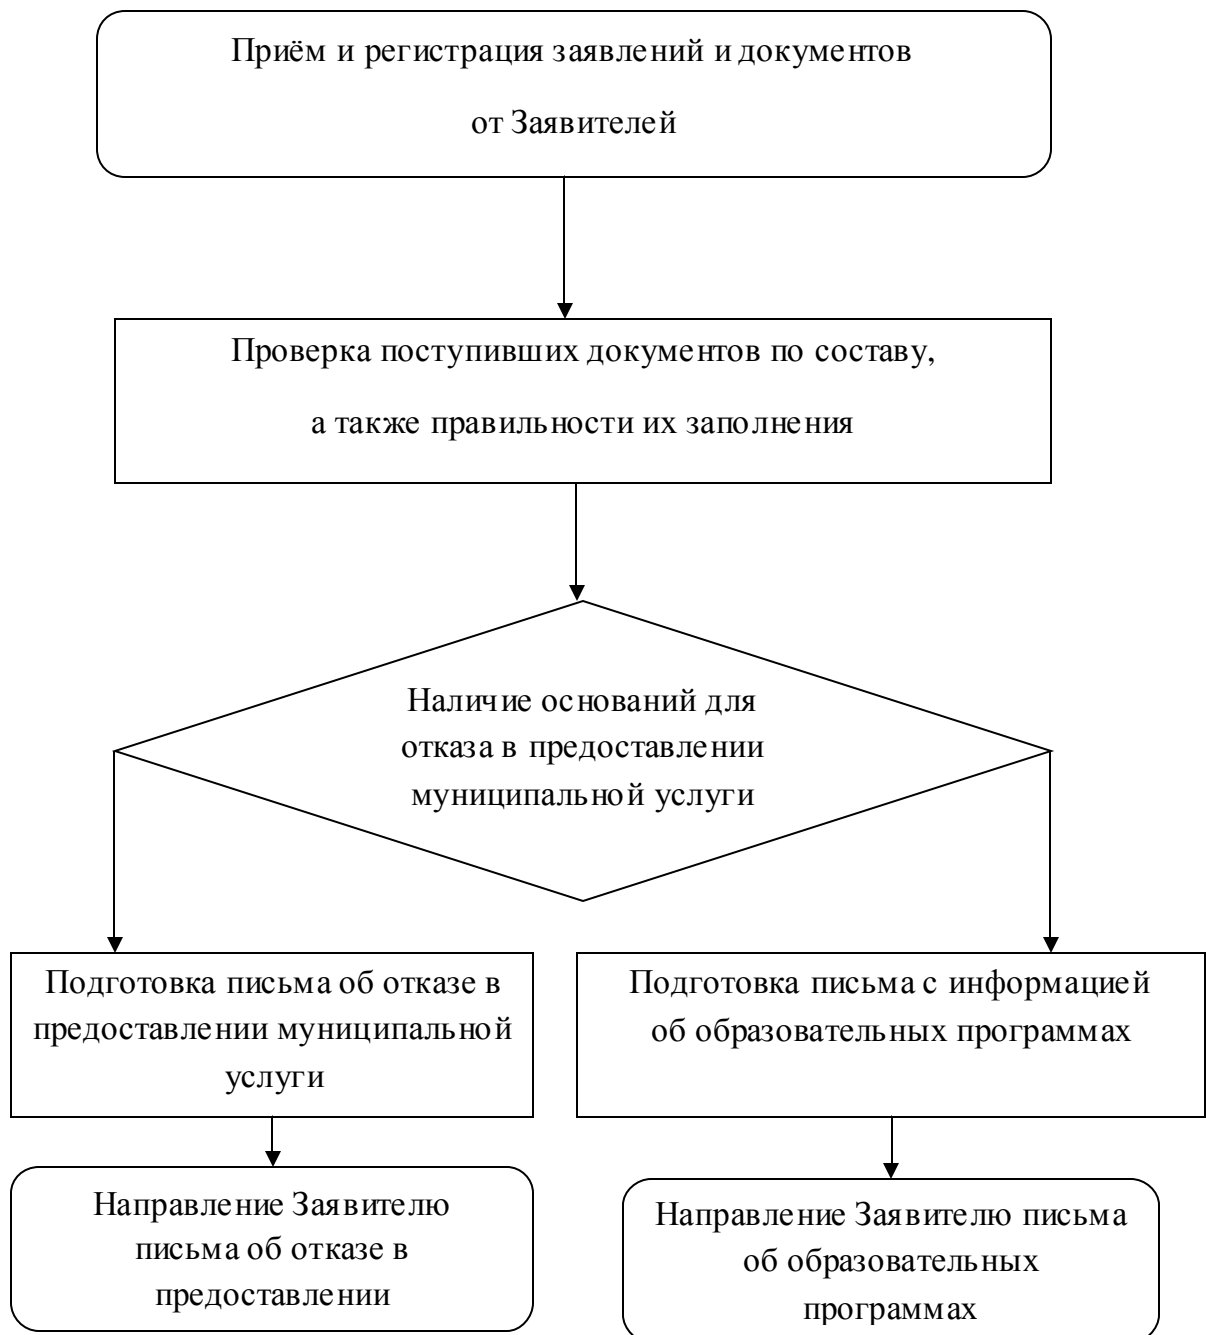 Приём и регистрация заявлений и документов
от Заявителей
Проверка поступивших документов по составу,
а также правильности их заполнения
Наличие оснований для
отказа в предоставлении
муниципальной услуги
Подготовка письма об отказе в
предоставлении муниципальной
услуги
Подготовка письма с информацией
об образовательных программах
Направление Заявителю
письма об отказе в
предоставлении
Направление Заявителю письма
об образовательных
программах